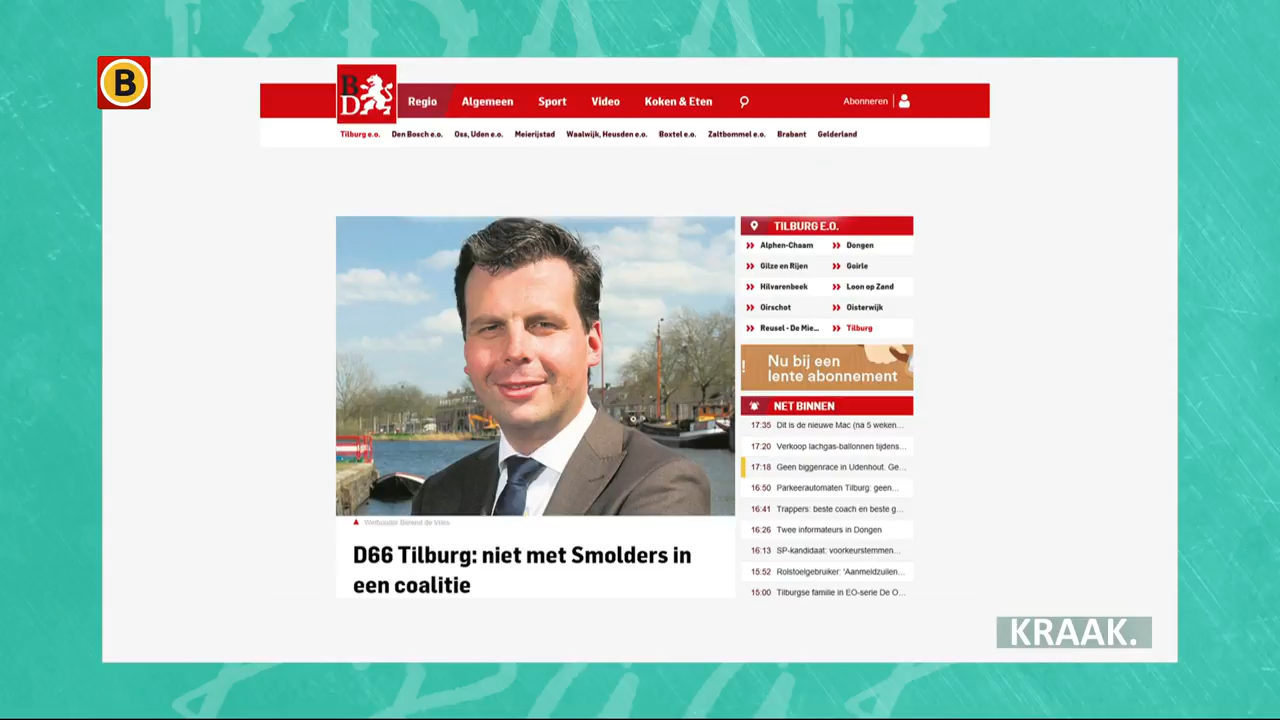 B
BD
Regio Algemeen Sport Video Koken & Eten
Abonneren
Tilburg e.o. Den Bosch e.o. Oss, Uden e.o. Meierijstad Waalwijk, Heusden e.o. Boxtel e.o. Zaltbommel e.o. Brabant Gelderland
TILBURG E.O.
Alphen-Chaam Dongen
Gilze en Rijen Goirle
Hilvarenbeek Loon op Zand
Oirschot Oisterwijk
Reusel - De Mie... Tilburg
! Nu bij een
lente abonnement
NET BINNEN
17:35 Dit is de nieuwe Mac (na 5 weken...
17:20 Verkoop lachgas-ballonnen tijdens...
17:18 Geen biggenrace in Udenhout. Ge...
16:50 Parkeerautomaten Tilburg: geen...
16:41 Trappers: beste coach en beste g...
16:26 Twee informateurs in Dongen
16:13 SP-kandidaat: voorkeurstemmen...
15:52 Rolstoelgebruiker: 'Aanmeldzuilen...
15:00 Tilburgse familie in EO-serie De O...
Wethouder Berend de Vries
D66 Tilburg: niet met Smolders in
een coalitie
KRAAK.